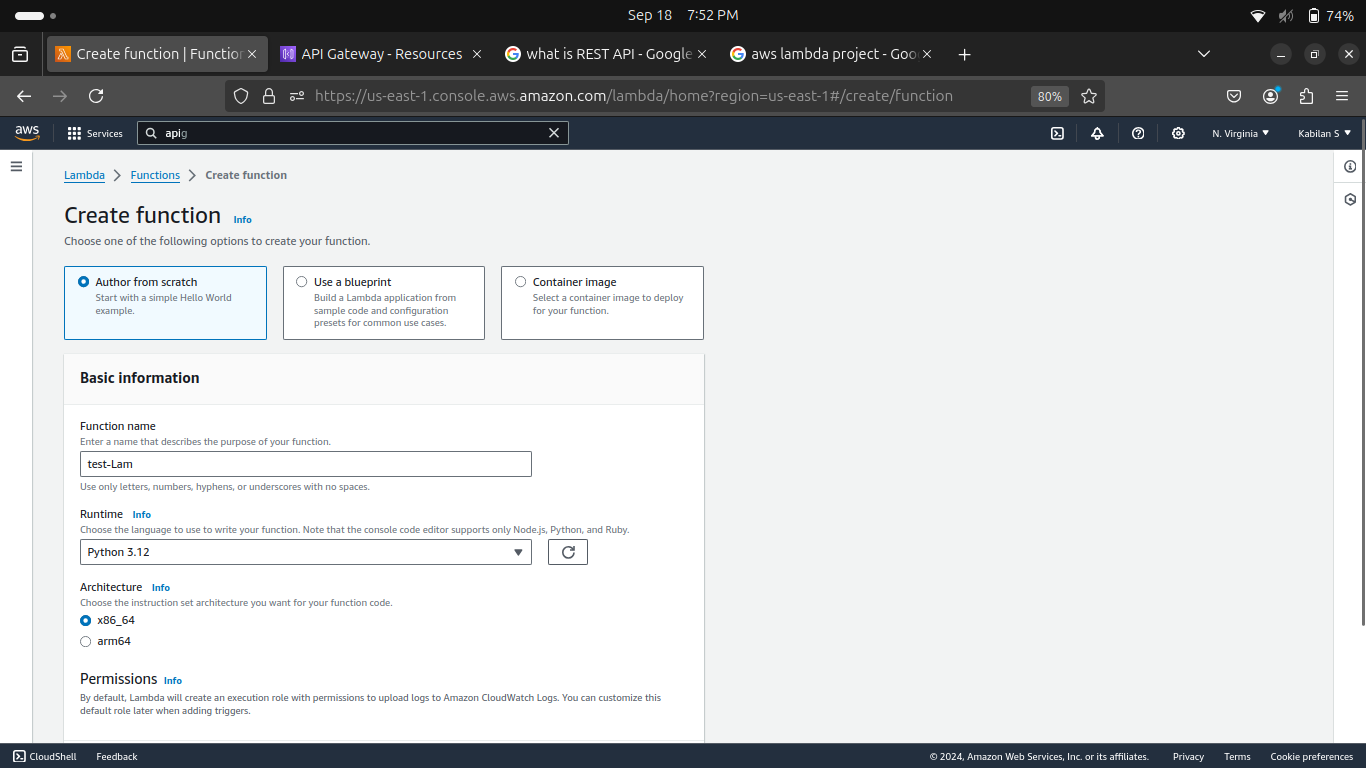 Sep 18 7:52 PM
74%
Create function | Function
API Gateway - Resources
what is REST API - Google
aws lambda project - Goo
https://us-east-1.console.aws.amazon.com/lambda/home?region=us-east-1#/create/function
80%
aws
Services
apig
N. Virginia
Kabilan S
Lambda
Functions
Create function
Create function Info
Choose one of the following options to create your function.
Author from scratch
Start with a simple Hello World
example.
Use a blueprint
Build a Lambda application from
sample code and configuration
presets for common use cases.
Container image
Select a container image to deploy
for your function.
Basic information
Function name
Enter a name that describes the purpose of your function.
test-Lam
Use only letters, numbers, hyphens, or underscores with no spaces.
Runtime Info
Choose the language to use to write your function. Note that the console code editor supports only Node.js, Python, and Ruby.
Python 3.12
Architecture Info
Choose the instruction set architecture you want for your function code.
x86_64
arm64
Permissions Info
By default, Lambda will create an execution role with permissions to upload logs to Amazon CloudWatch Logs. You can customize this
default role later when adding triggers.
CloudShell
Feedback
© 2024, Amazon Web Services, Inc. or its affiliates.
Privacy
Terms
Cookie preferences